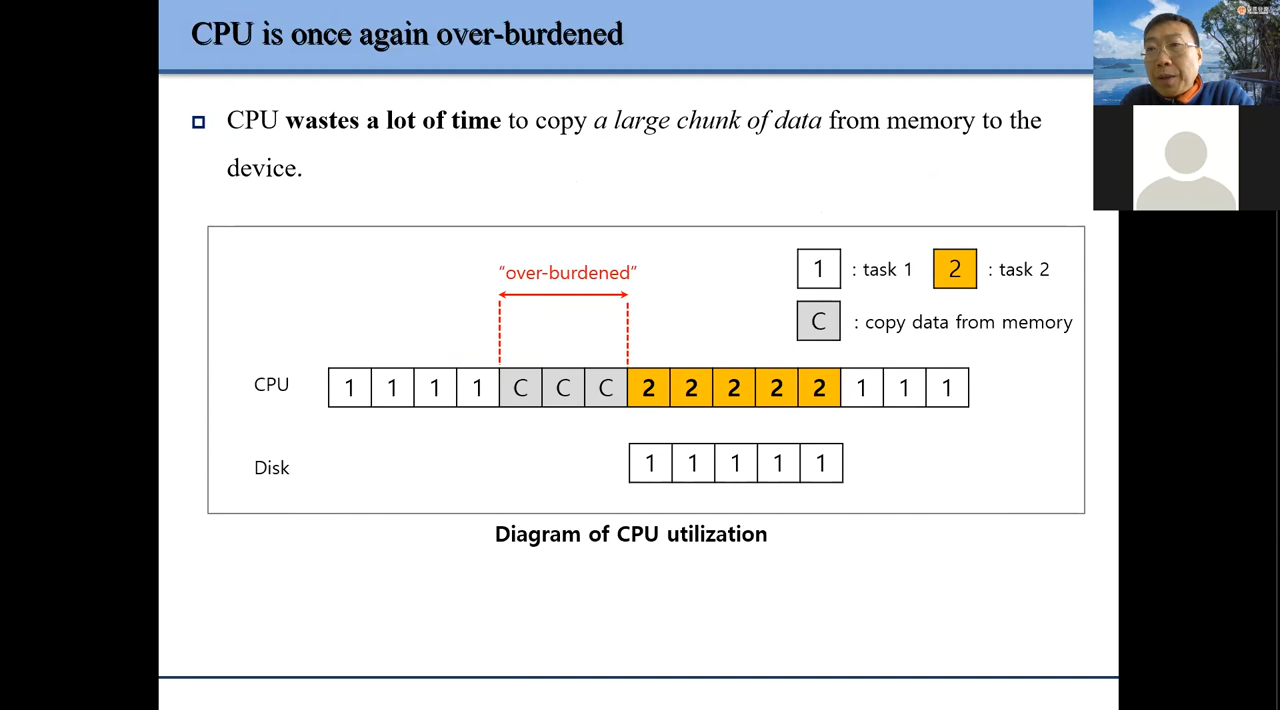 CPU is once again over-burdened
CPU wastes a lot of time to copy a large chunk of data from memory to the
device.
"over-burdened"
1 : task 1 2 : task 2
C : copy data from memory
CPU 1 1 1 1 C C C 2 2 2 2 2 1 1 1
Disk 1 1 1 1 1
Diagram of CPU utilization